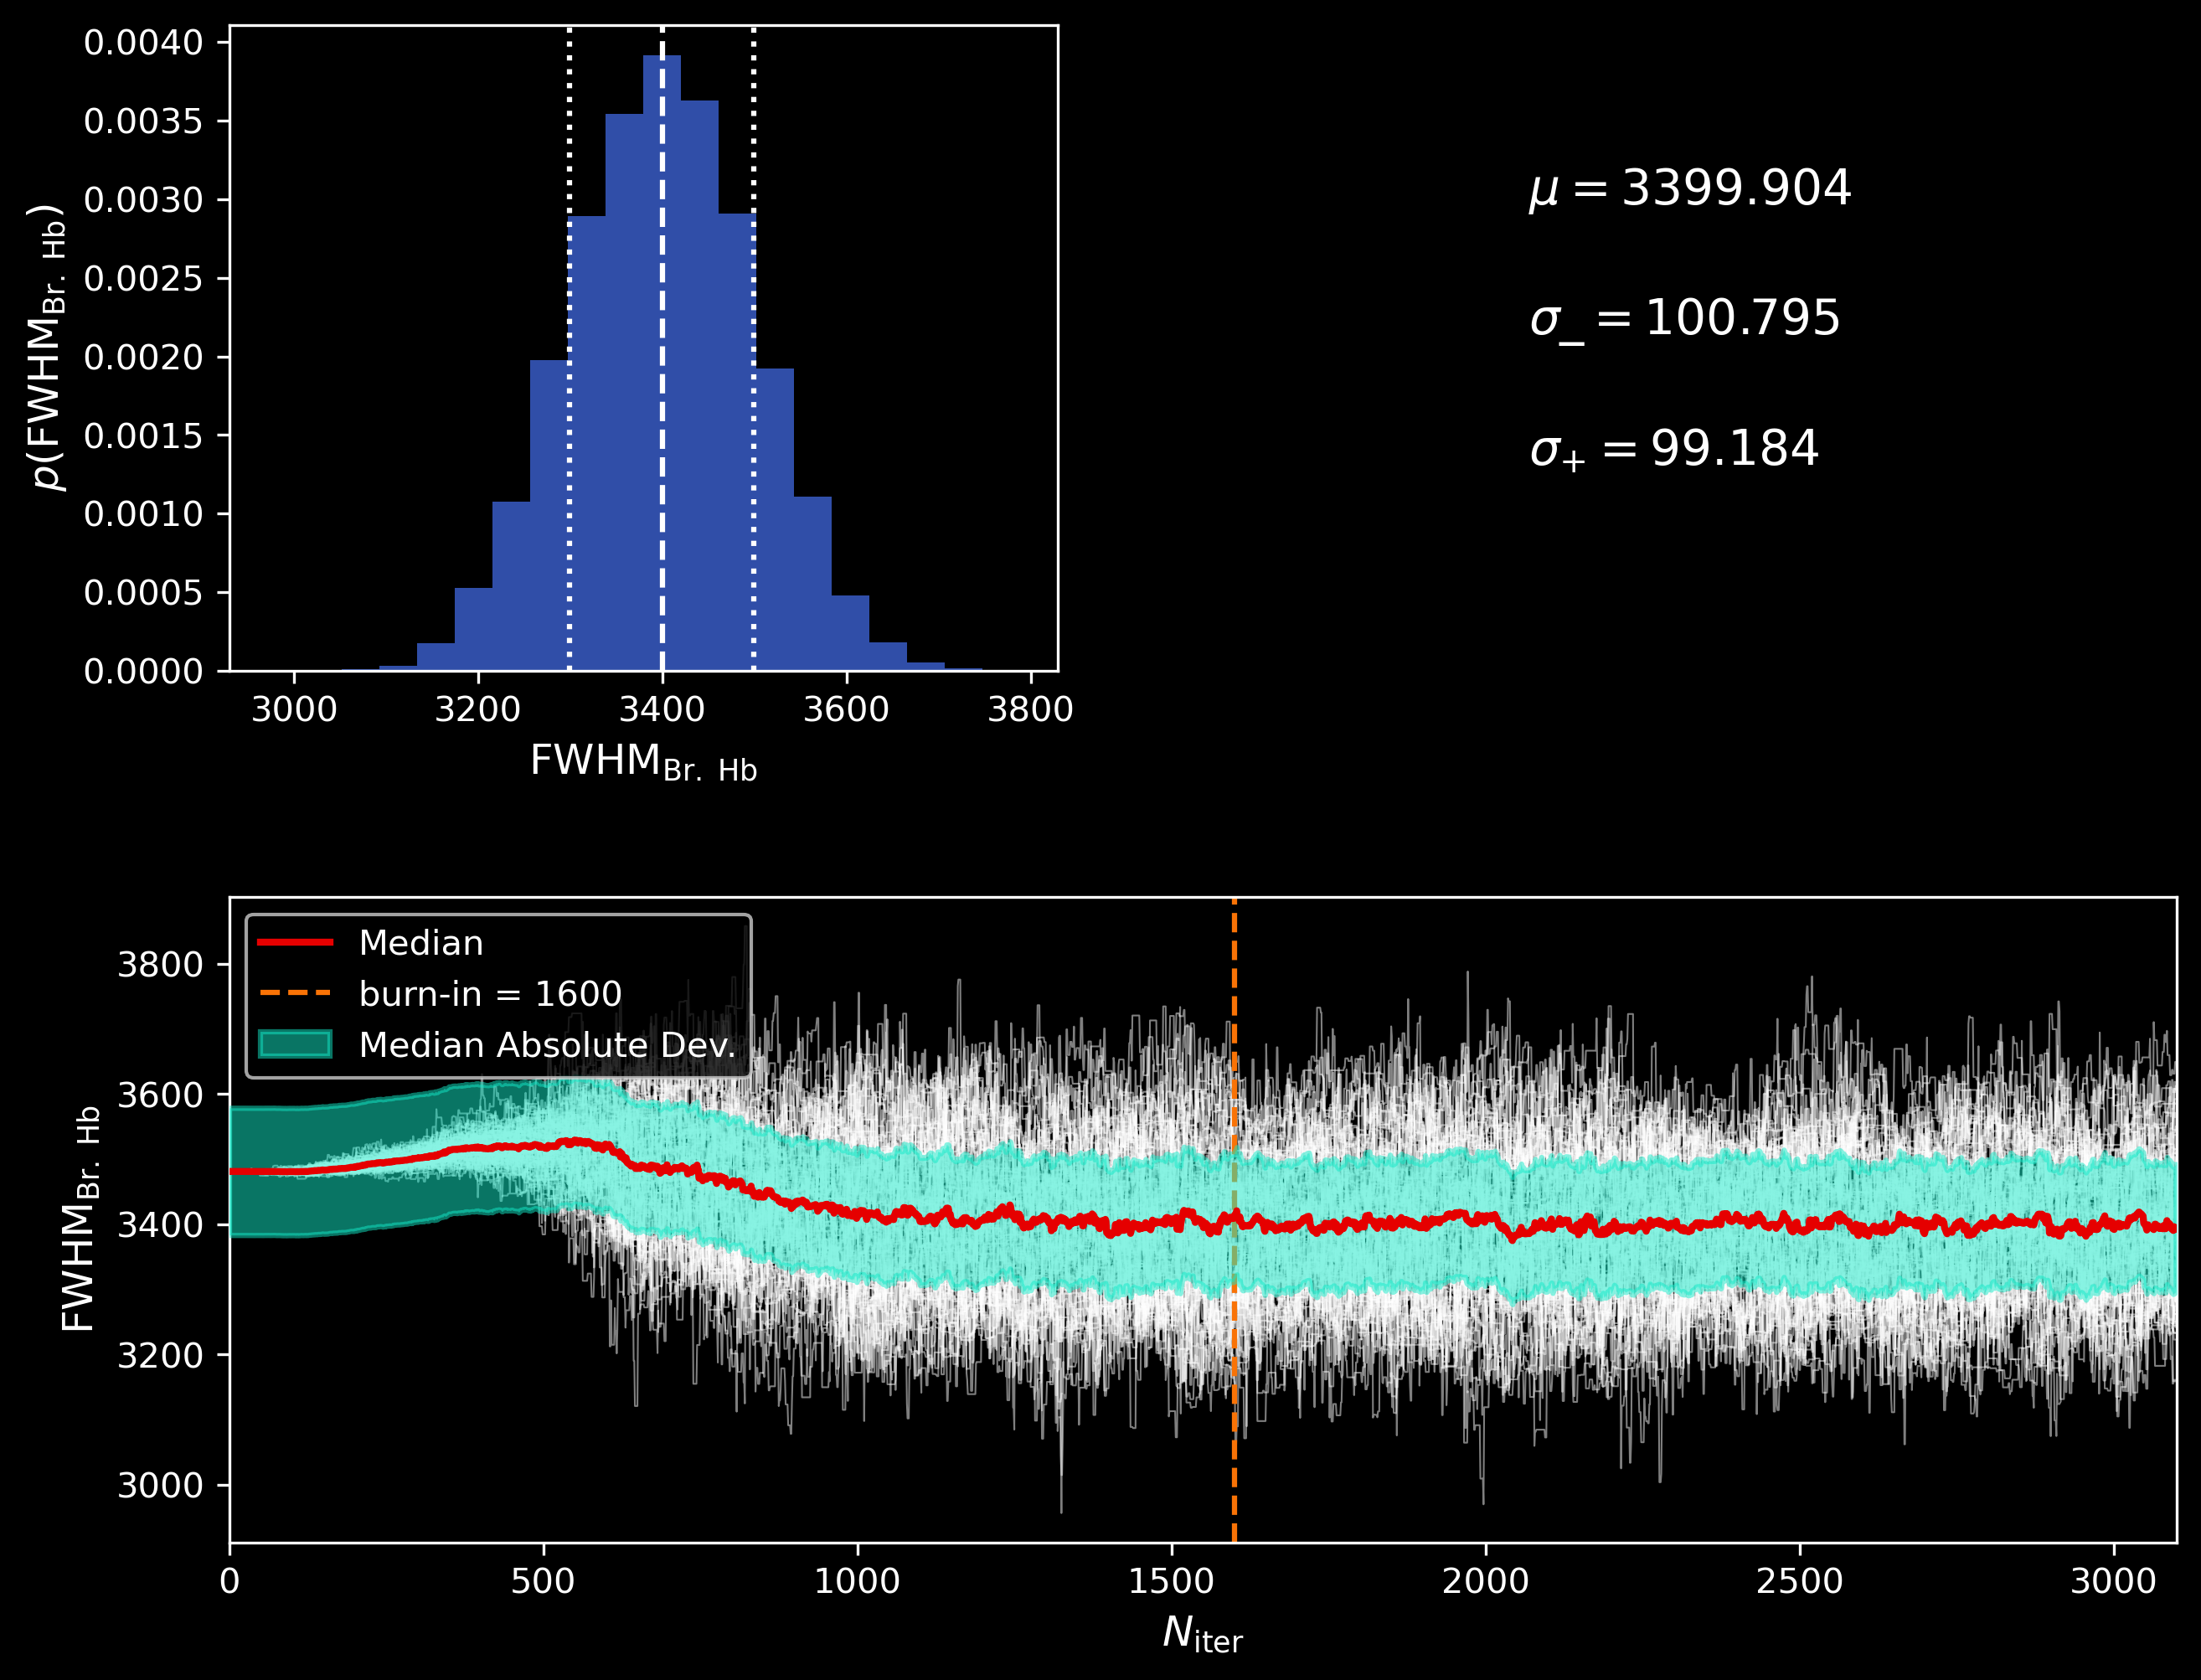 0.0040
0.0035
0.0030
0.0025
0.0020
0.0015
0.0010
0.0005
0.0000
p(FWHM_Br. Hb)
3000 3200 3400 3600 3800
FWHM_Br. Hb
μ = 3399.904
σ_− = 100.795
σ_+ = 99.184
Median
burn-in = 1600
Median Absolute Dev.
3800
3600
3400
3200
3000
FWHM_Br. Hb
0 500 1000 1500 2000 2500 3000
N_iter